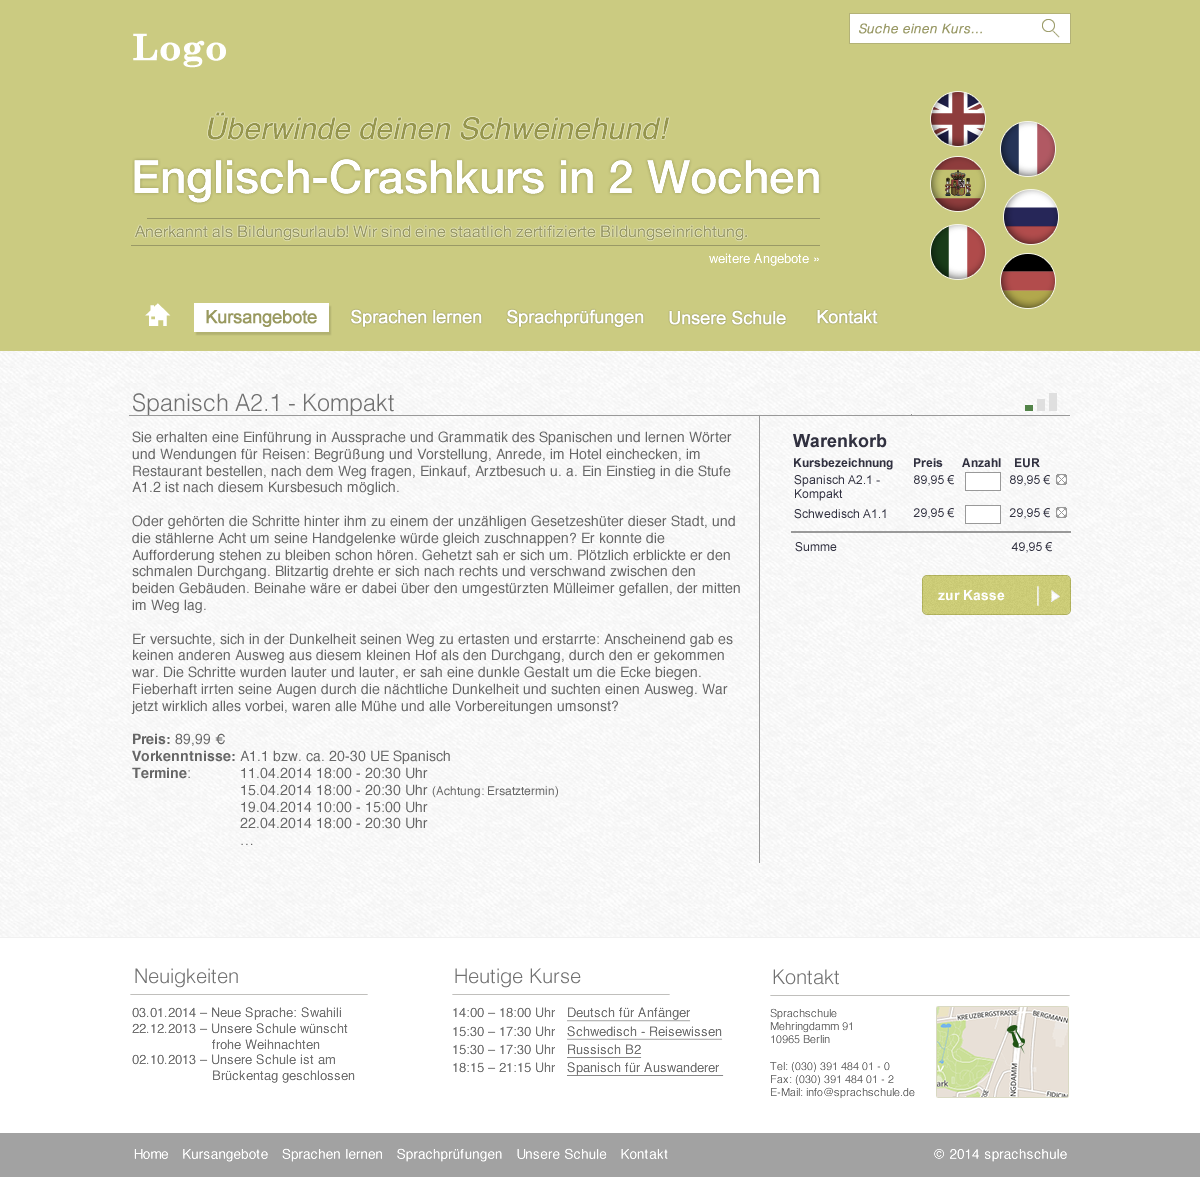 Logo
Suche einen Kurs...
Überwinde deinen Schweinehund!
Englisch-Crashkurs in 2 Wochen
Anerkannt als Bildungsurlaub! Wir sind eine staatlich zertifizierte Bildungseinrichtung.
weitere Angebote »
Kursangebote Sprachen lernen Sprachprüfungen Unsere Schule Kontakt
Spanisch A2.1 - Kompakt
Sie erhalten eine Einführung in Aussprache und Grammatik des Spanischen und lernen Wörter
und Wendungen für Reisen: Begrüßung und Vorstellung, Anrede, im Hotel einchecken, im
Restaurant bestellen, nach dem Weg fragen, Einkauf, Arztbesuch u. a. Ein Einstieg in die Stufe
A1.2 ist nach diesem Kursbesuch möglich.
Oder gehörten die Schritte hinter ihm zu einem der unzähligen Gesetzeshüter dieser Stadt, und
die stählerne Acht um seine Handgelenke würde gleich zuschnappen? Er konnte die
Aufforderung stehen zu bleiben schon hören. Gehetzt sah er sich um. Plötzlich erblickte er den
schmalen Durchgang. Blitzartig drehte er sich nach rechts und verschwand zwischen den
beiden Gebäuden. Beinahe wäre er dabei über den umgestürzten Mülleimer gefallen, der mitten
im Weg lag.
Er versuchte, sich in der Dunkelheit seinen Weg zu ertasten und erstarrte: Anscheinend gab es
keinen anderen Ausweg aus diesem kleinen Hof als den Durchgang, durch den er gekommen
war. Die Schritte wurden lauter und lauter, er sah eine dunkle Gestalt um die Ecke biegen.
Fieberhaft irrten seine Augen durch die nächtliche Dunkelheit und suchten einen Ausweg. War
jetzt wirklich alles vorbei, waren alle Mühe und alle Vorbereitungen umsonst?
Preis: 89,99 €
Vorkenntnisse: A1.1 bzw. ca. 20-30 UE Spanisch
Termine: 11.04.2014 18:00 - 20:30 Uhr
15.04.2014 18:00 - 20:30 Uhr (Achtung: Ersatztermin)
19.04.2014 10:00 - 15:00 Uhr
22.04.2014 18:00 - 20:30 Uhr
...
Warenkorb
Kursbezeichnung Preis Anzahl EUR
Spanisch A2.1 - 89,95 € 89,95 €
Kompakt
Schwedisch A1.1 29,95 € 29,95 €
Summe 49,95 €
zur Kasse
Neuigkeiten
03.01.2014 – Neue Sprache: Swahili
22.12.2013 – Unsere Schule wünscht
frohe Weihnachten
02.10.2013 – Unsere Schule ist am
Brückentag geschlossen
Heutige Kurse
14:00 – 18:00 Uhr Deutsch für Anfänger
15:30 – 17:30 Uhr Schwedisch - Reisewissen
15:30 – 17:30 Uhr Russisch B2
18:15 – 21:15 Uhr Spanisch für Auswanderer
Kontakt
Sprachschule
Mehringdamm 91
10965 Berlin
Tel: (030) 391 484 01 - 0
Fax: (030) 391 484 01 - 2
E-Mail: info@sprachschule.de
KREUZBERGSTRASSE
BERGMANN
NGDAMM
ark
FIDICIN
Home Kursangebote Sprachen lernen Sprachprüfungen Unsere Schule Kontakt
© 2014 sprachschule